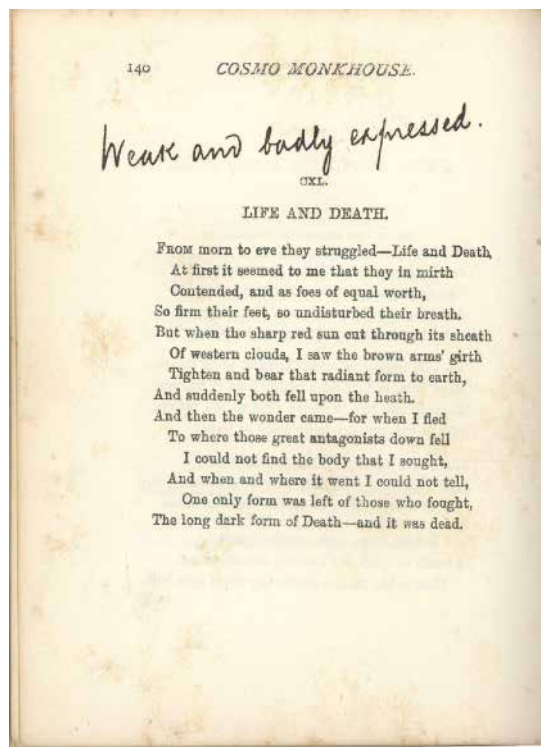 140 COSMO MONKHOUSE.
Weak and badly expressed.
CXL.
LIFE AND DEATH.
FROM morn to eve they struggled—Life and Death,
At first it seemed to me that they in mirth
Contended, and as foes of equal worth,
So firm their feet, so undisturbed their breath.
But when the sharp red sun cut through its sheath
Of western clouds, I saw the brown arms' girth
Tighten and bear that radiant form to earth,
And suddenly both fell upon the heath.
And then the wonder came—for when I fled
To where those great antagonists down fell
I could not find the body that I sought,
And when and where it went I could not tell,
One only form was left of those who fought,
The long dark form of Death—and it was dead.